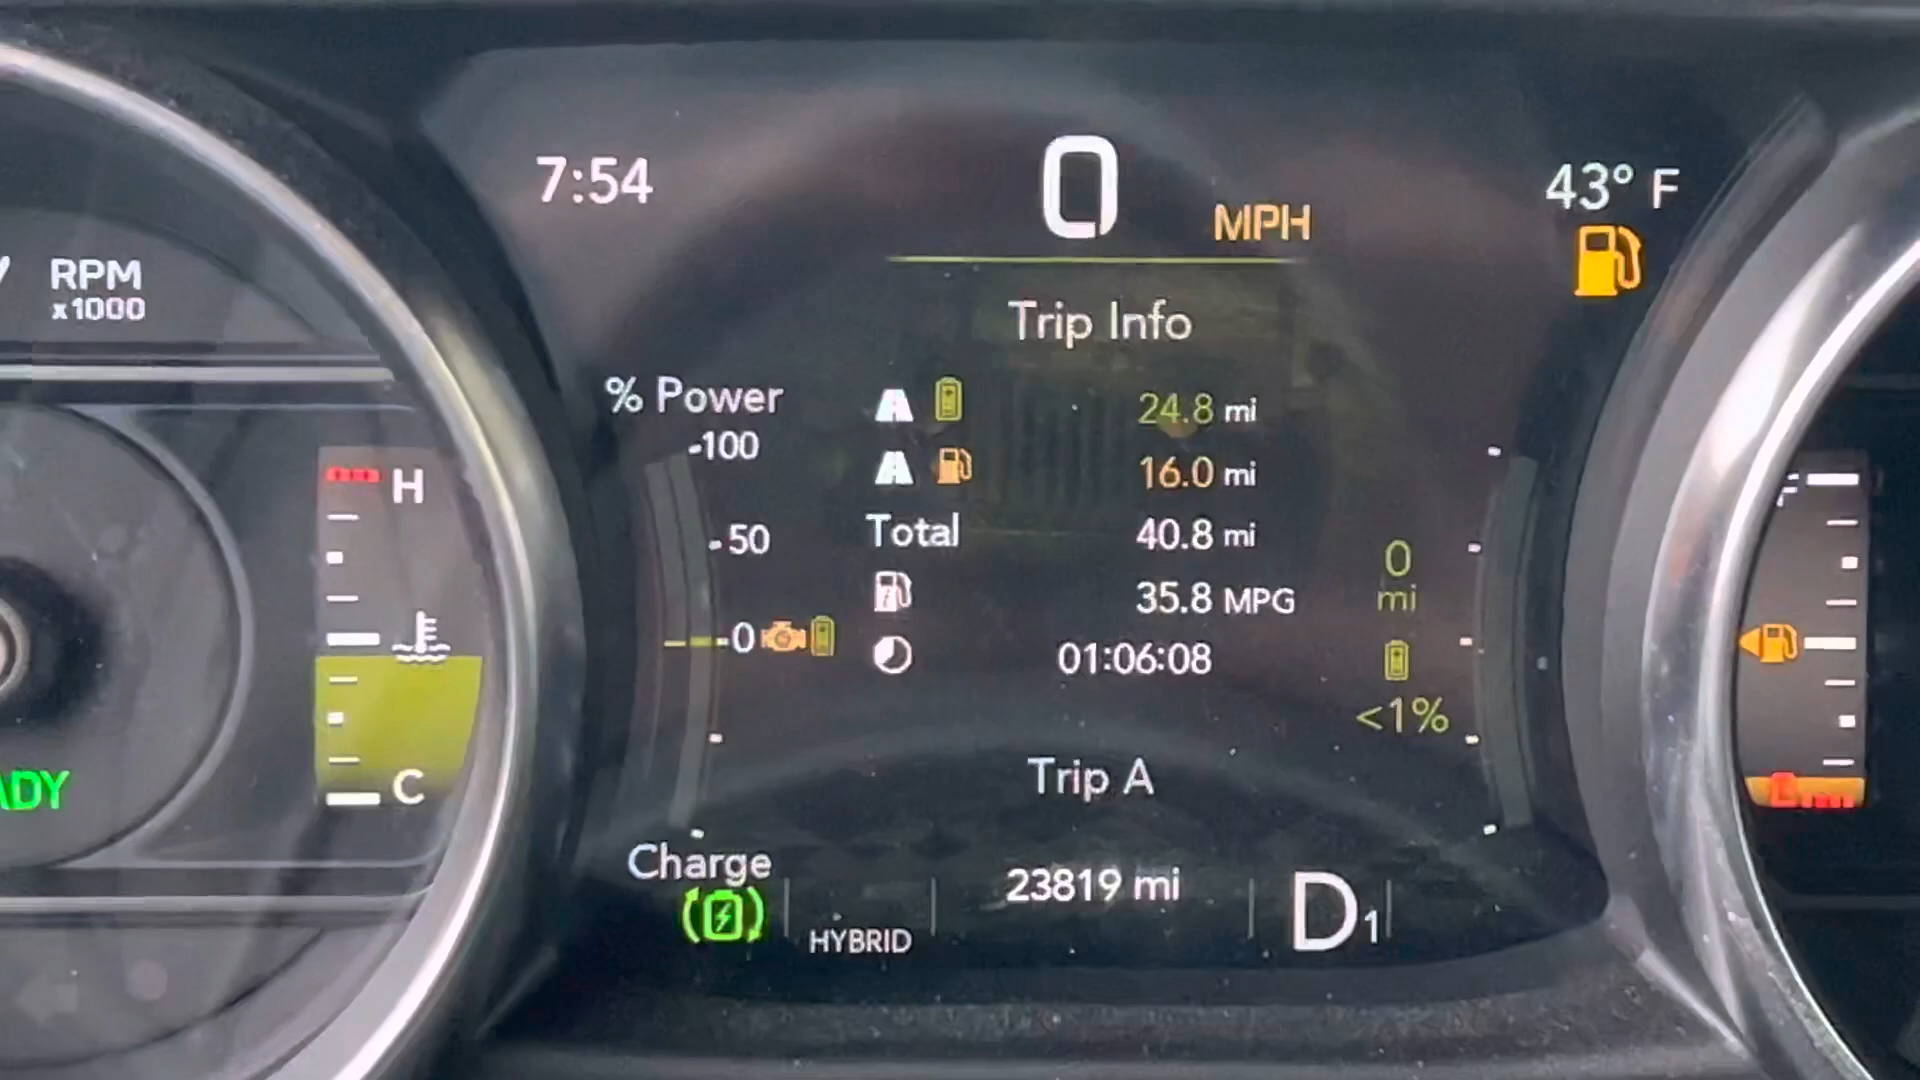 7:54
0 MPH
43° F
RPM
x1000
Trip Info
% Power
-100
24.8 mi
16.0 mi
50
Total 40.8 mi
35.8 MPG
0
01:06:08
0
mi
<1%
H
C
F
Trip A
Charge
HYBRID
23819 mi
D1